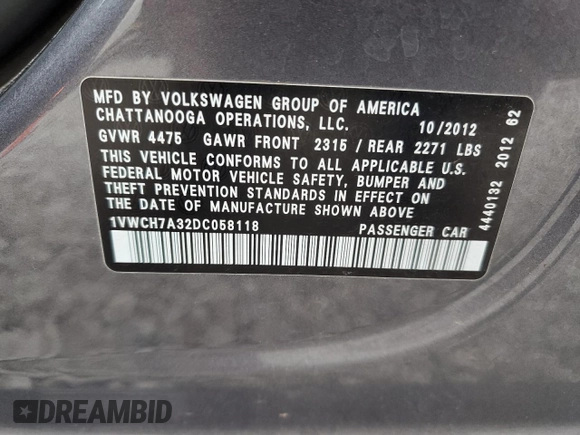 MFD BY VOLKSWAGEN GROUP OF AMERICA
CHATTANOOGA OPERATIONS, LLC. 10/2012
GVWR 4475 GAWR FRONT 2315 / REAR 2271 LBS
THIS VEHICLE CONFORMS TO ALL APPLICABLE U.S.
FEDERAL MOTOR VEHICLE SAFETY, BUMPER AND
THEFT PREVENTION STANDARDS IN EFFECT ON
THE DATE OF MANUFACTURE SHOWN ABOVE
1VWCH7A32DC058118 PASSENGER CAR
4440132 2012 62
DREAMBID